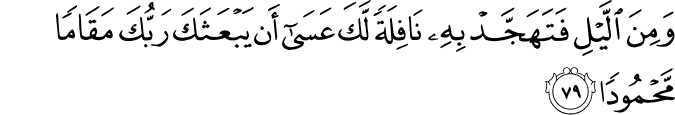 وَمِنَ ٱلَّيۡلِ فَتَهَجَّدۡ بِهِۦ نَافِلَةٗ لَّكَ عَسَىٰٓ أَن يَبۡعَثَكَ رَبُّكَ مَقَامٗا
مَّحۡمُودٗا ٧٩